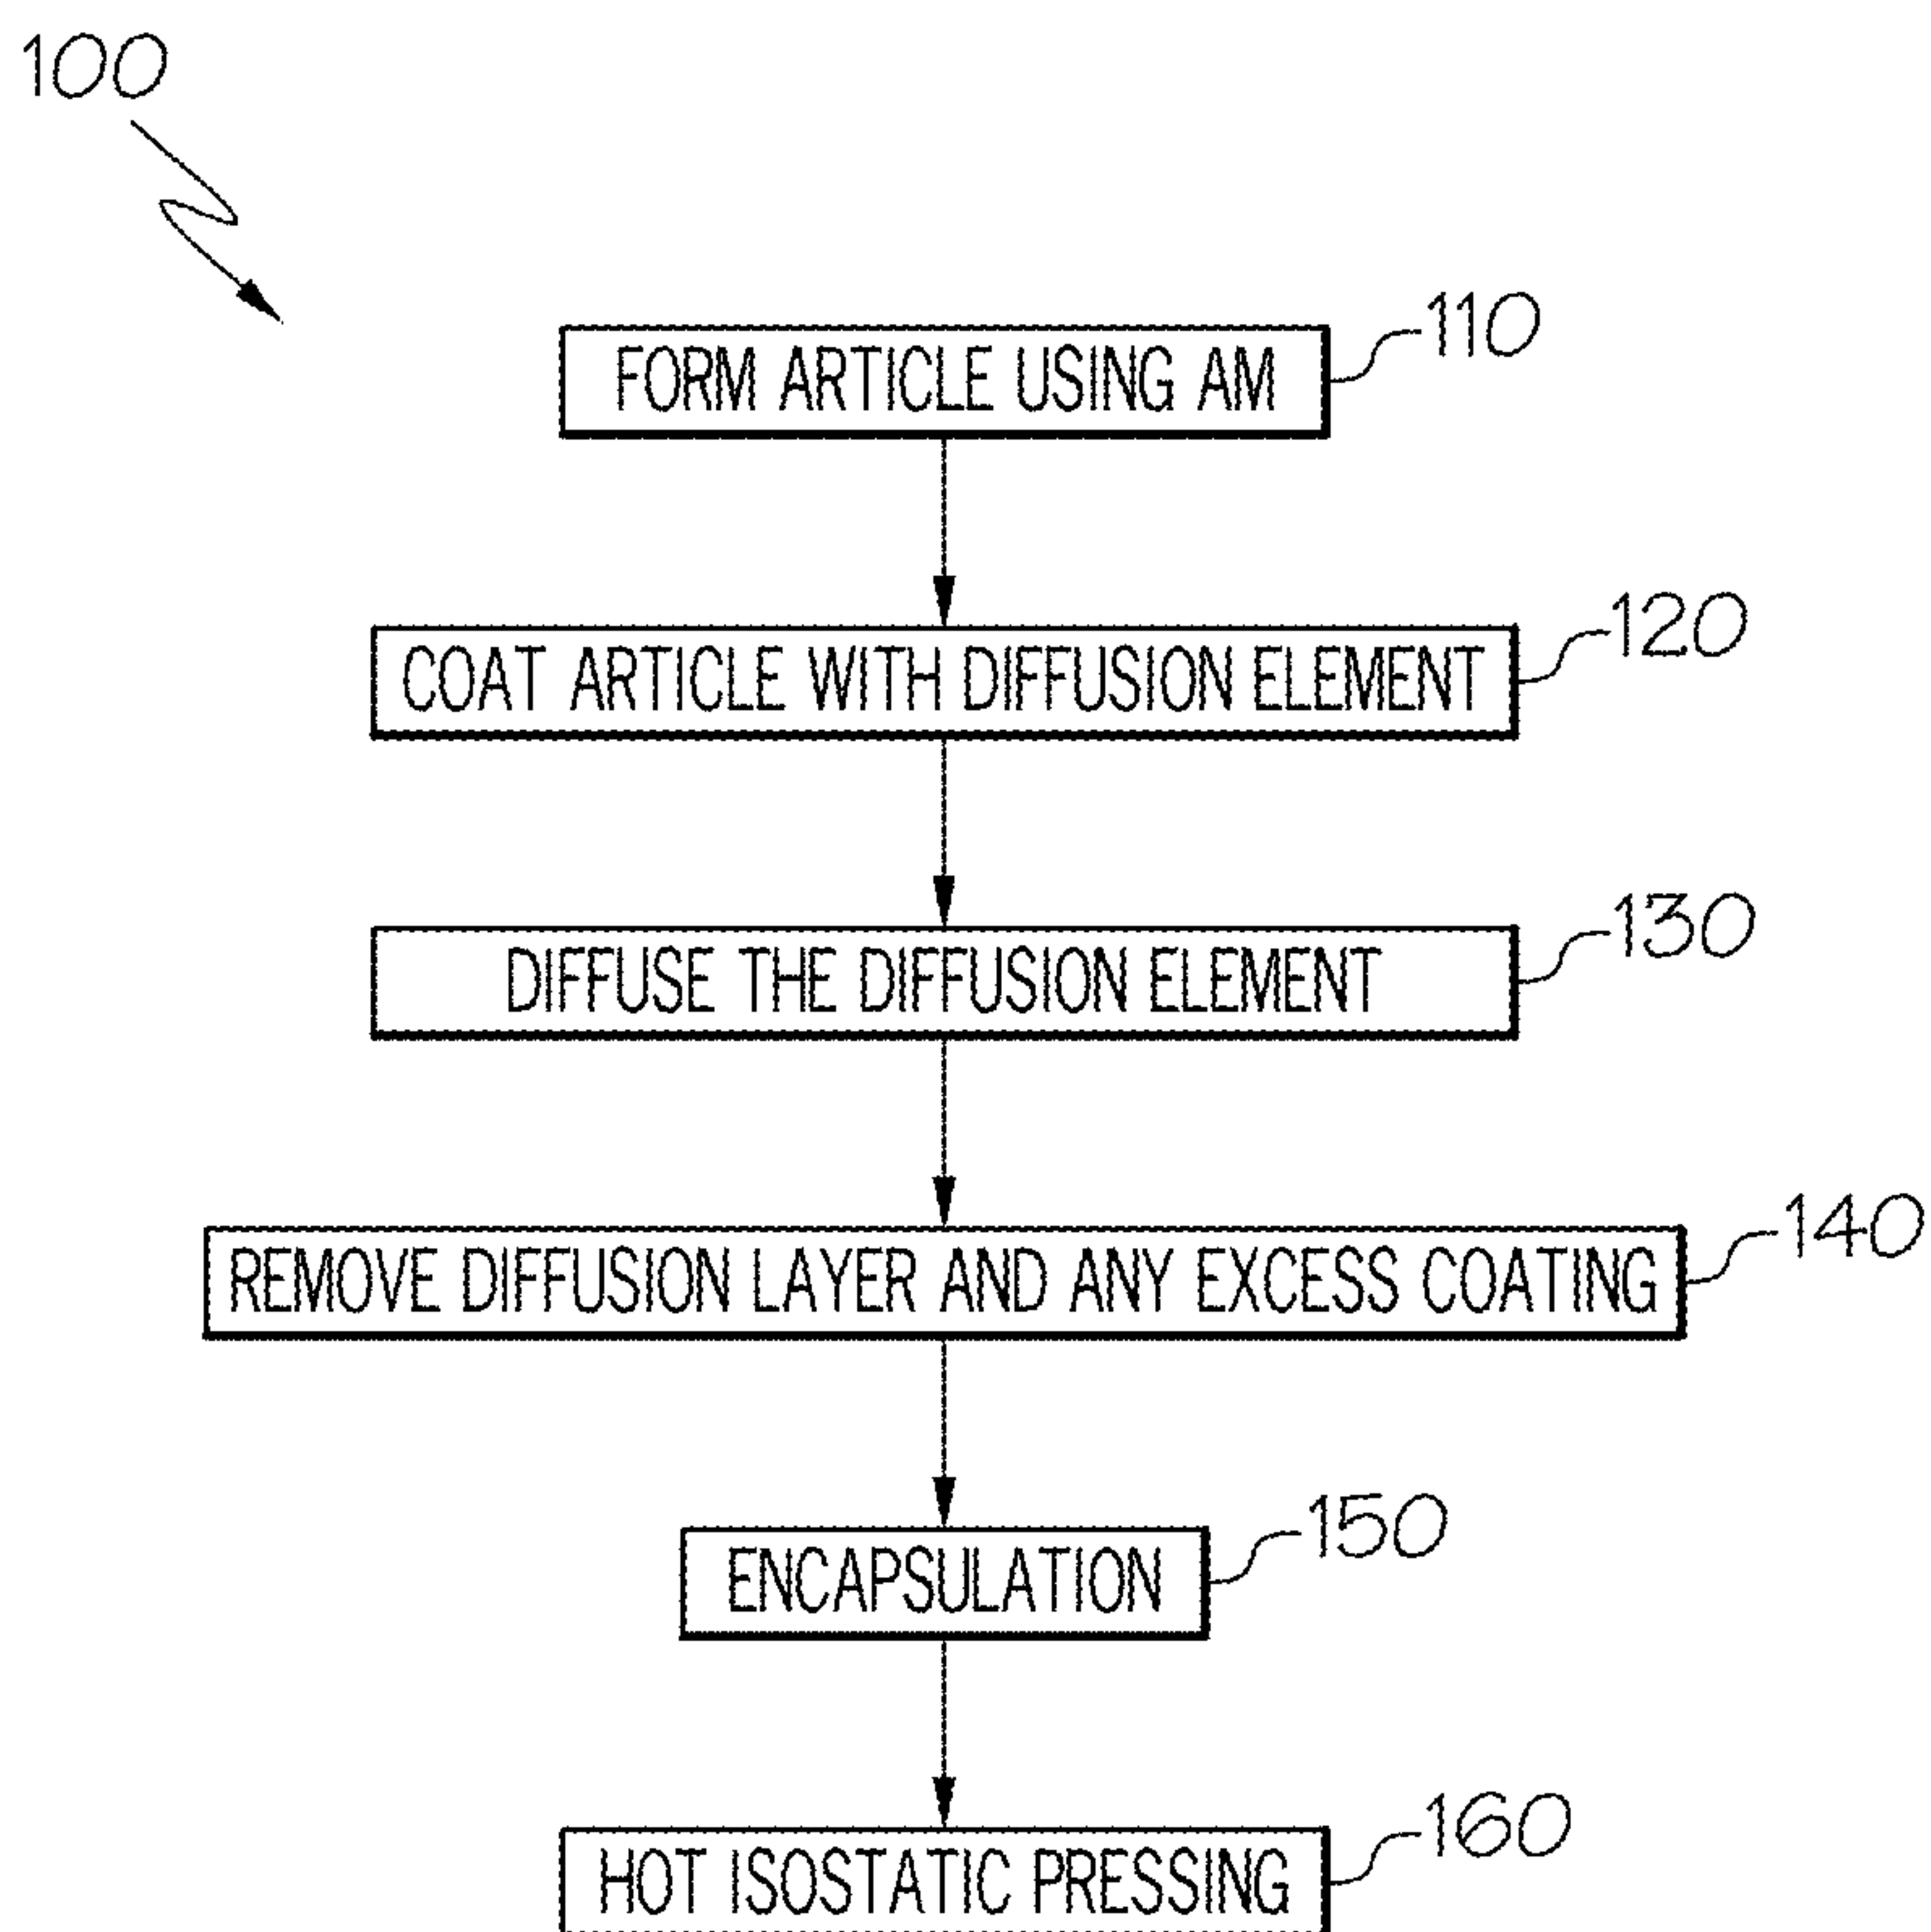 100
FORM ARTICLE USING AM
110
COAT ARTICLE WITH DIFFUSION ELEMENT
120
DIFFUSE THE DIFFUSION ELEMENT
130
REMOVE DIFFUSION LAYER AND ANY EXCESS COATING
140
ENCAPSULATION
150
HOT ISOSTATIC PRESSING
160